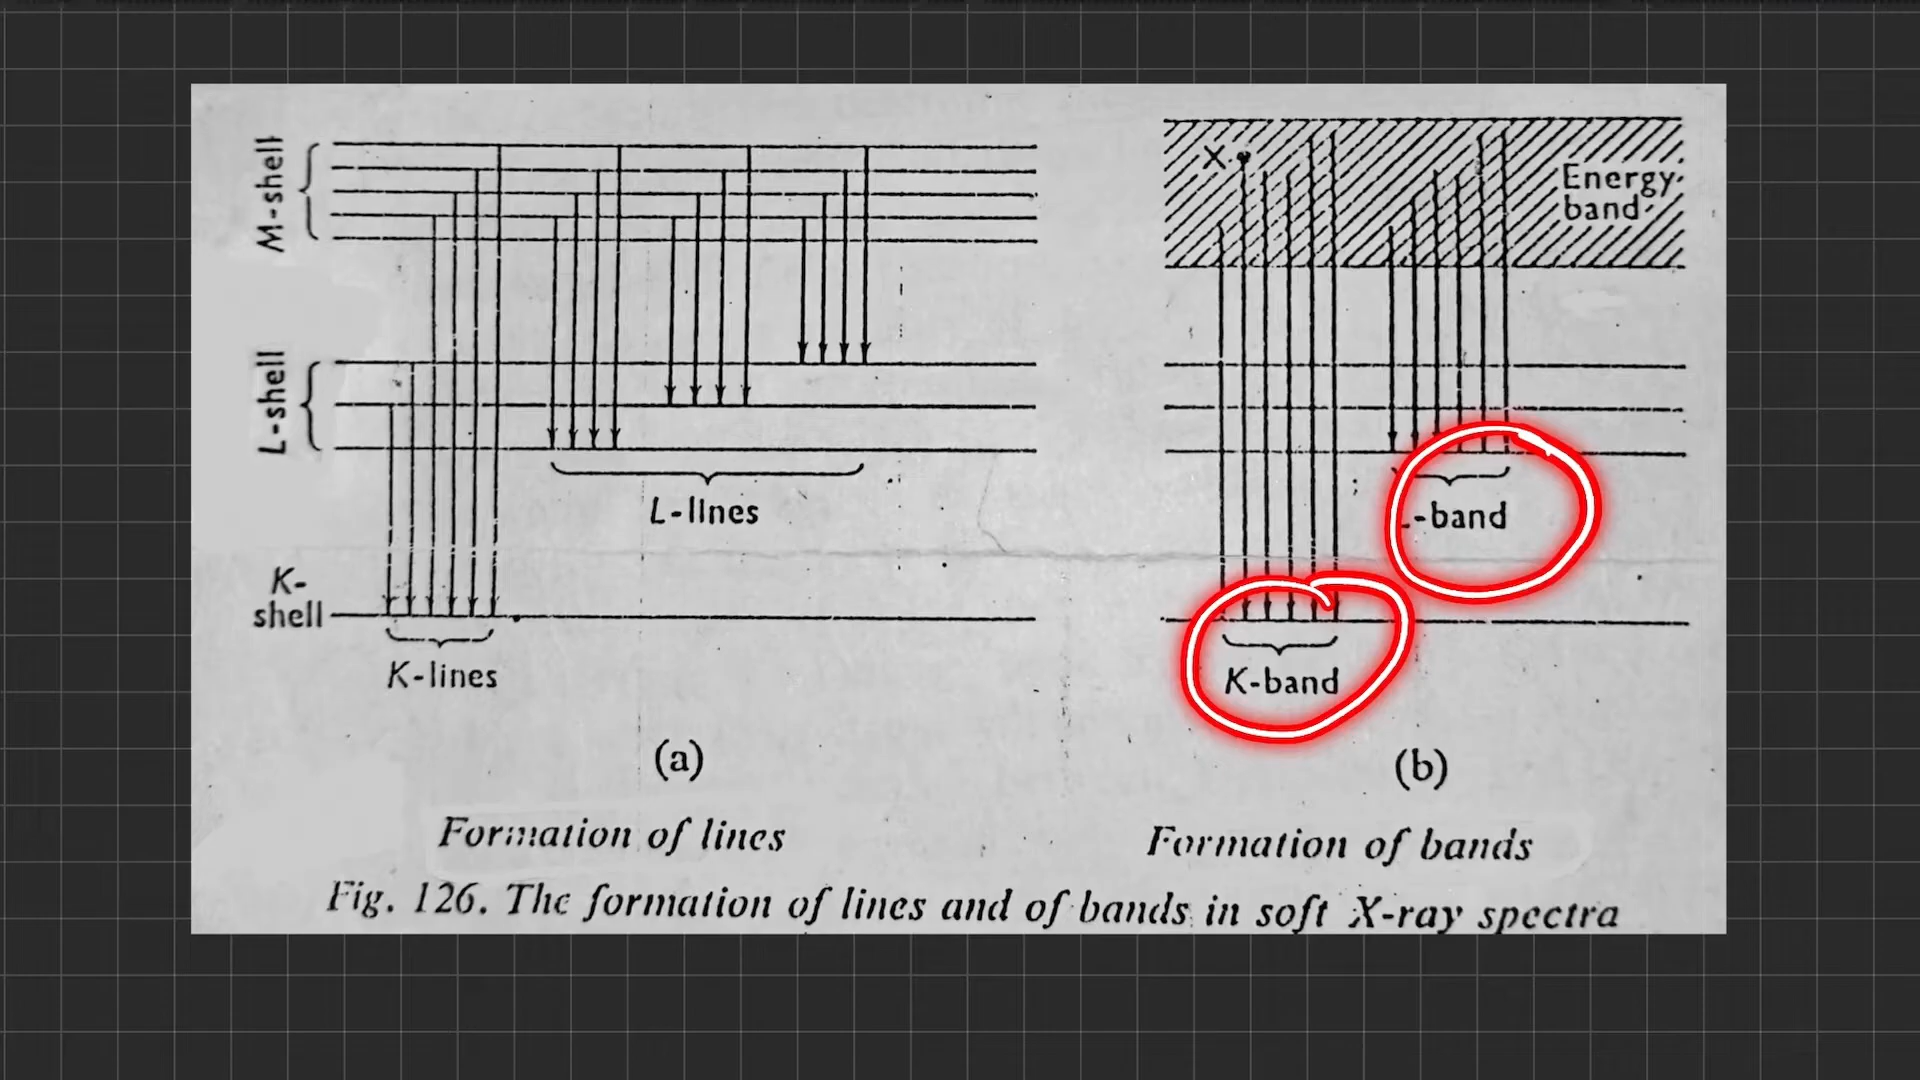 M-shell
L-shell
K-
shell
L-lines
K-lines
(a)
Formation of lines
X
Energy
band
-band
K-band
(b)
Formation of bands
Fig. 126. The formation of lines and of bands in soft X-ray spectra